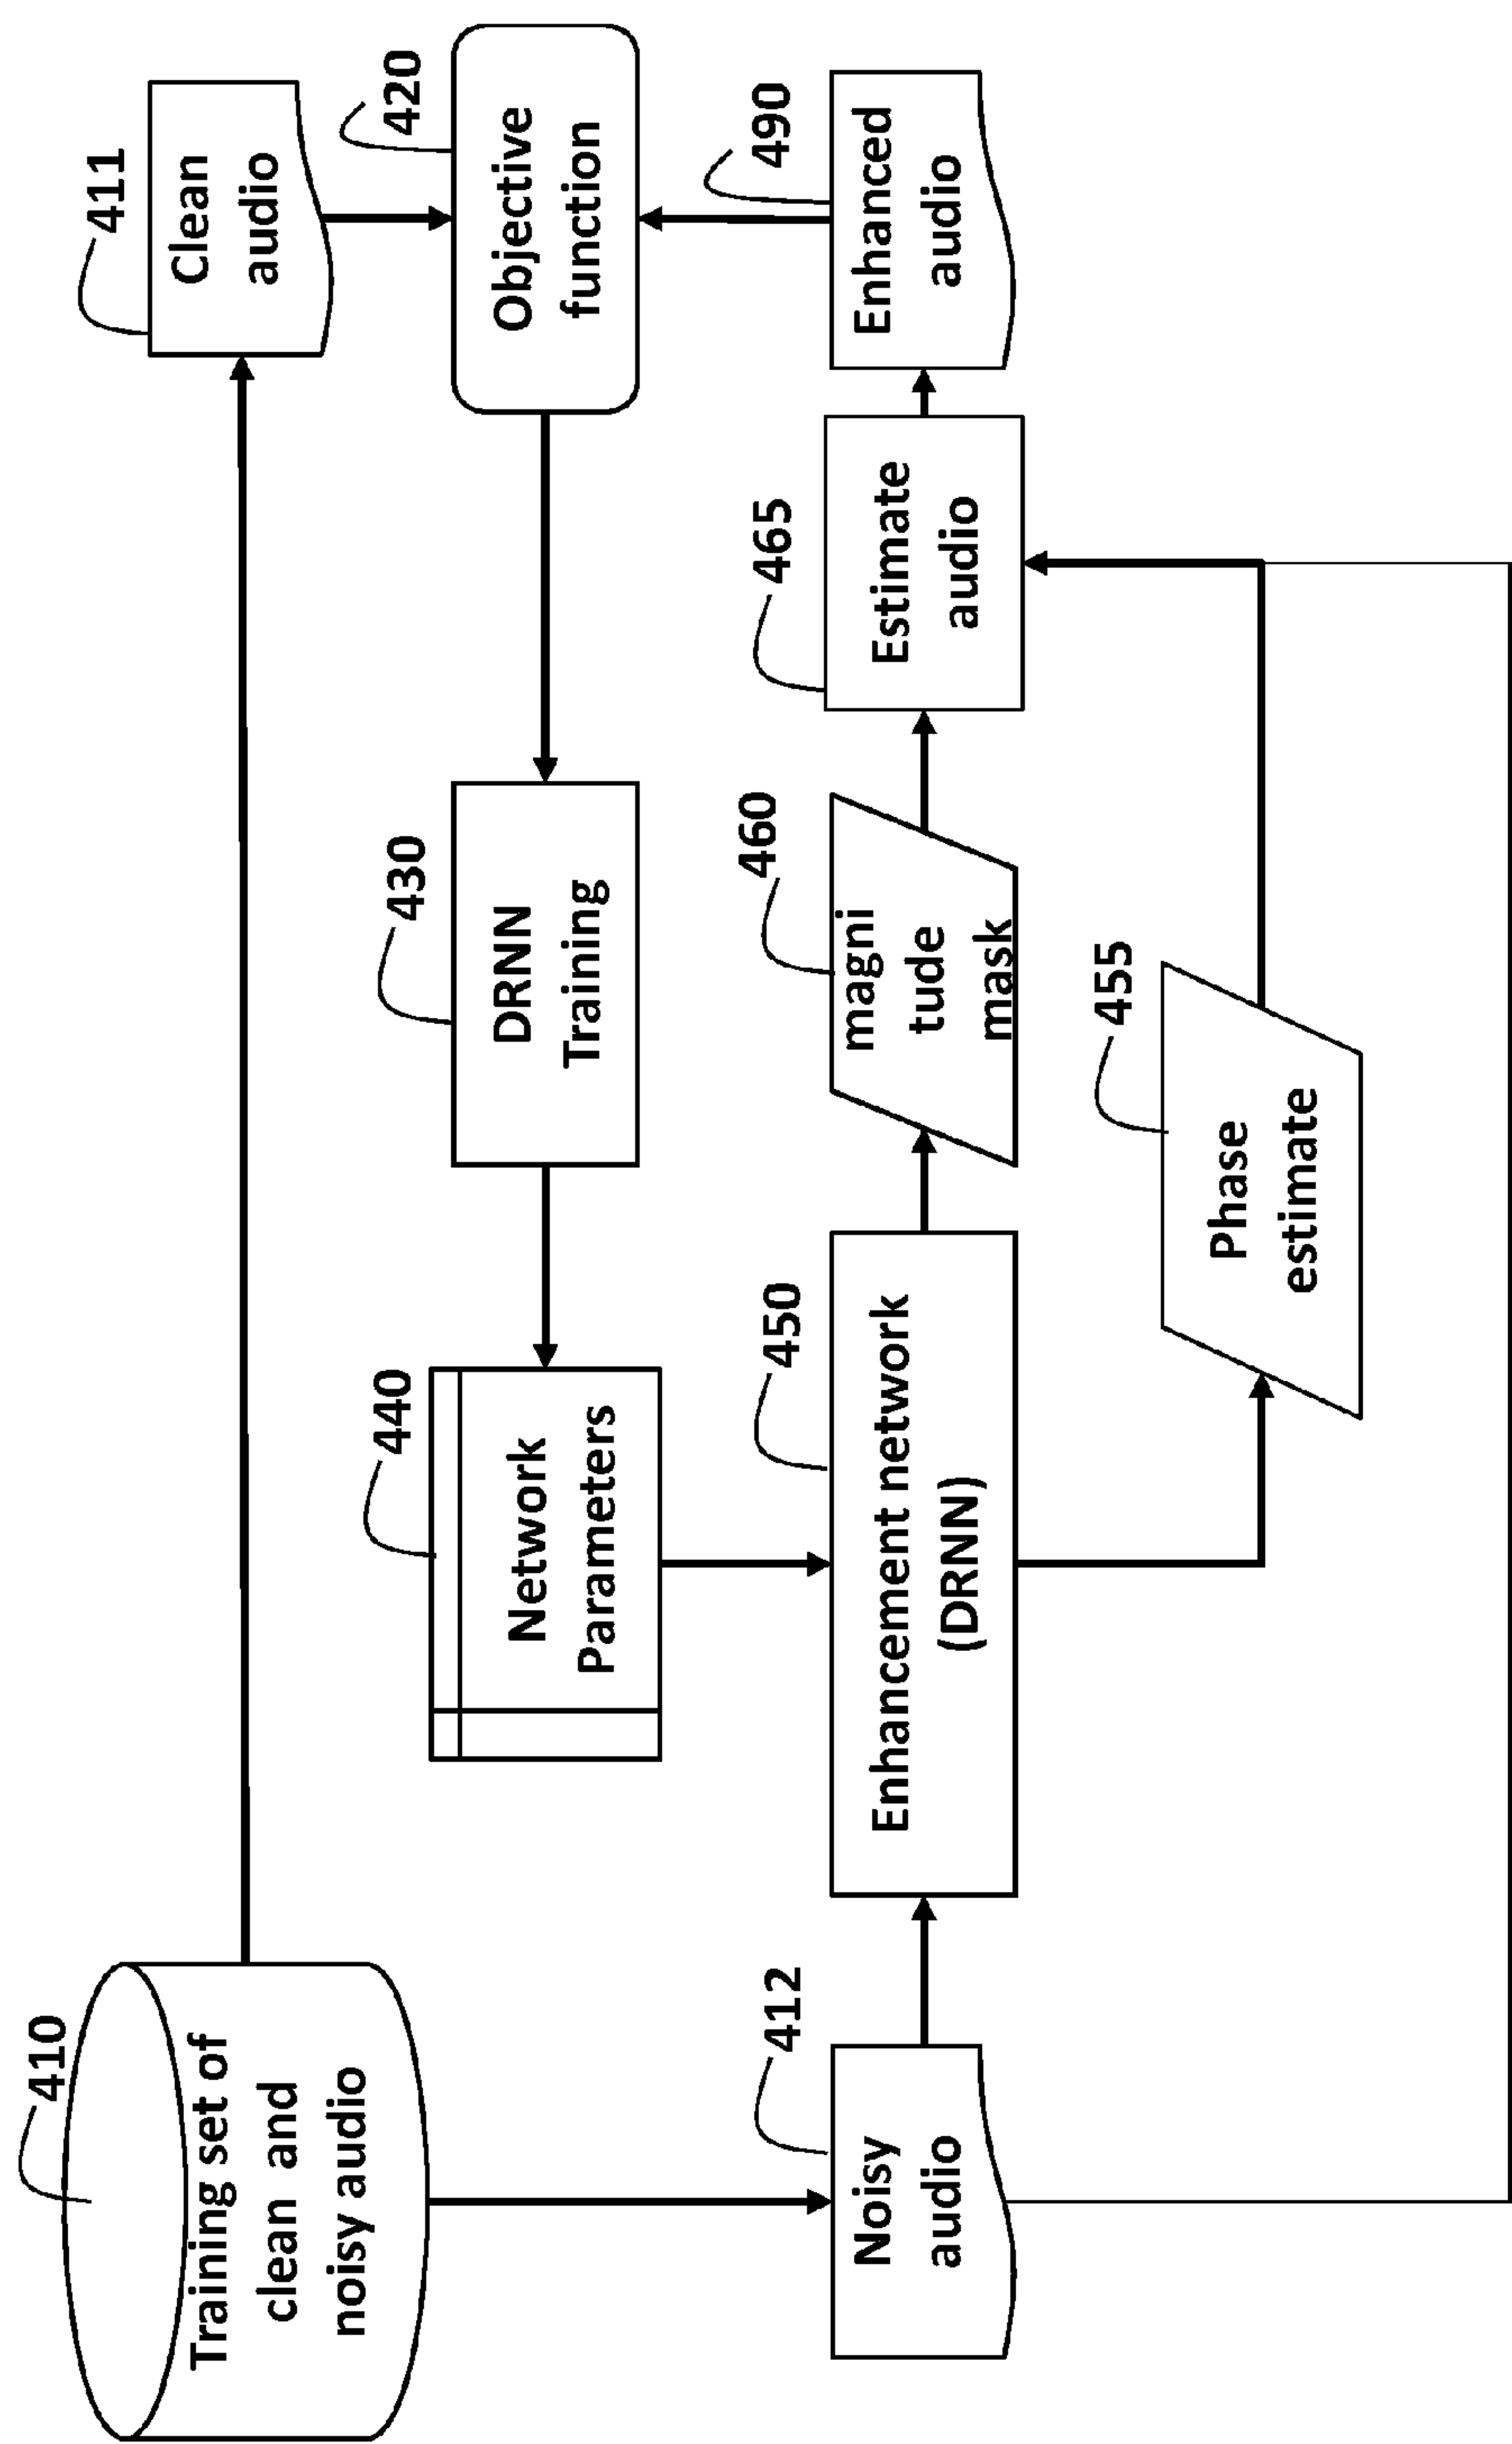 410
Training set of
clean and
noisy audio
411
Clean
audio
420
Objective
function
430
DRNN
Training
440
Network
Parameters
412
Noisy
audio
450
Enhancement network
(DRNN)
460
magni
tude
mask
465
Estimate
audio
490
Enhanced
audio
455
Phase
estimate